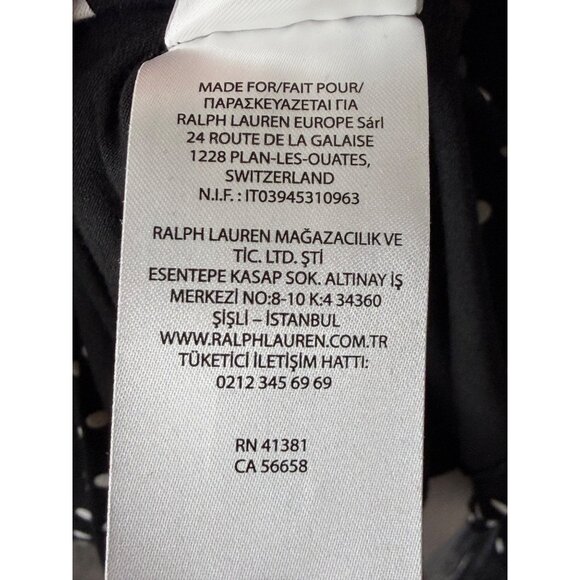 MADE FOR/FAIT POUR/
ΠΑΡΑΣΚΕΥΑΖΕΤΑΙ ΓΙΑ
RALPH LAUREN EUROPE Sárl
24 ROUTE DE LA GALAISE
1228 PLAN-LES-OUATES,
SWITZERLAND
N.I.F. : IT03945310963
RALPH LAUREN MAĞAZACILIK VE
TİC. LTD. ŞTİ
ESENTEPE KASAP SOK. ALTINAY İŞ
MERKEZİ NO:8-10 K:4 34360
ŞİŞLİ – İSTANBUL
WWW.RALPHLAUREN.COM.TR
TÜKETİCİ İLETİŞİM HATTI:
0212 345 69 69
RN 41381
CA 56658